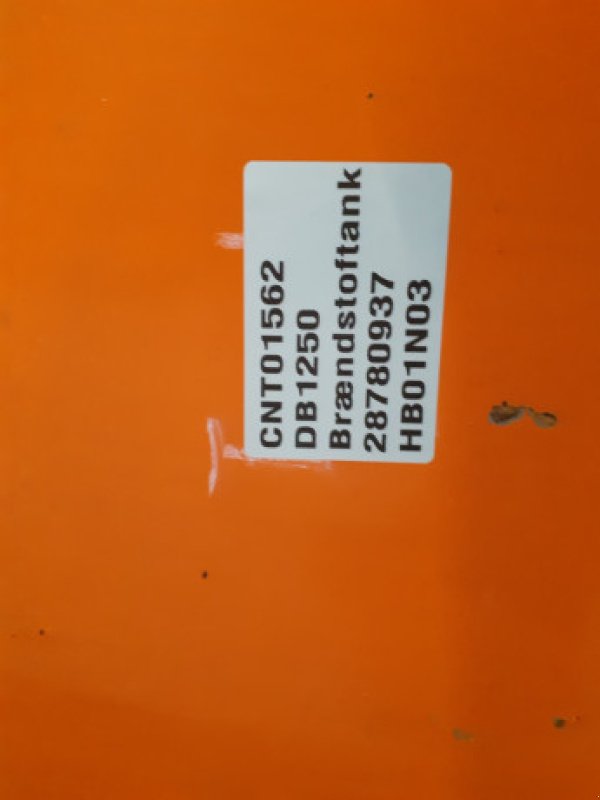 CNT01562
DB1250
Brændstoftank
28780937
HB01N03